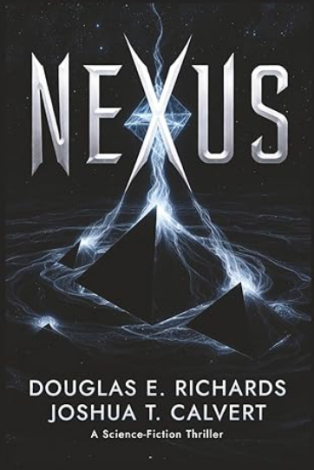 NEXUS
DOUGLAS E. RICHARDS
JOSHUA T. CALVERT
A Science-Fiction Thriller